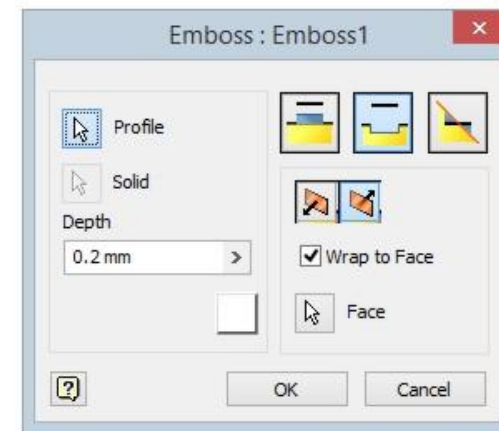 Emboss : Emboss1
Profile
Solid
Depth
0.2 mm
Wrap to Face
Face
?
OK
Cancel